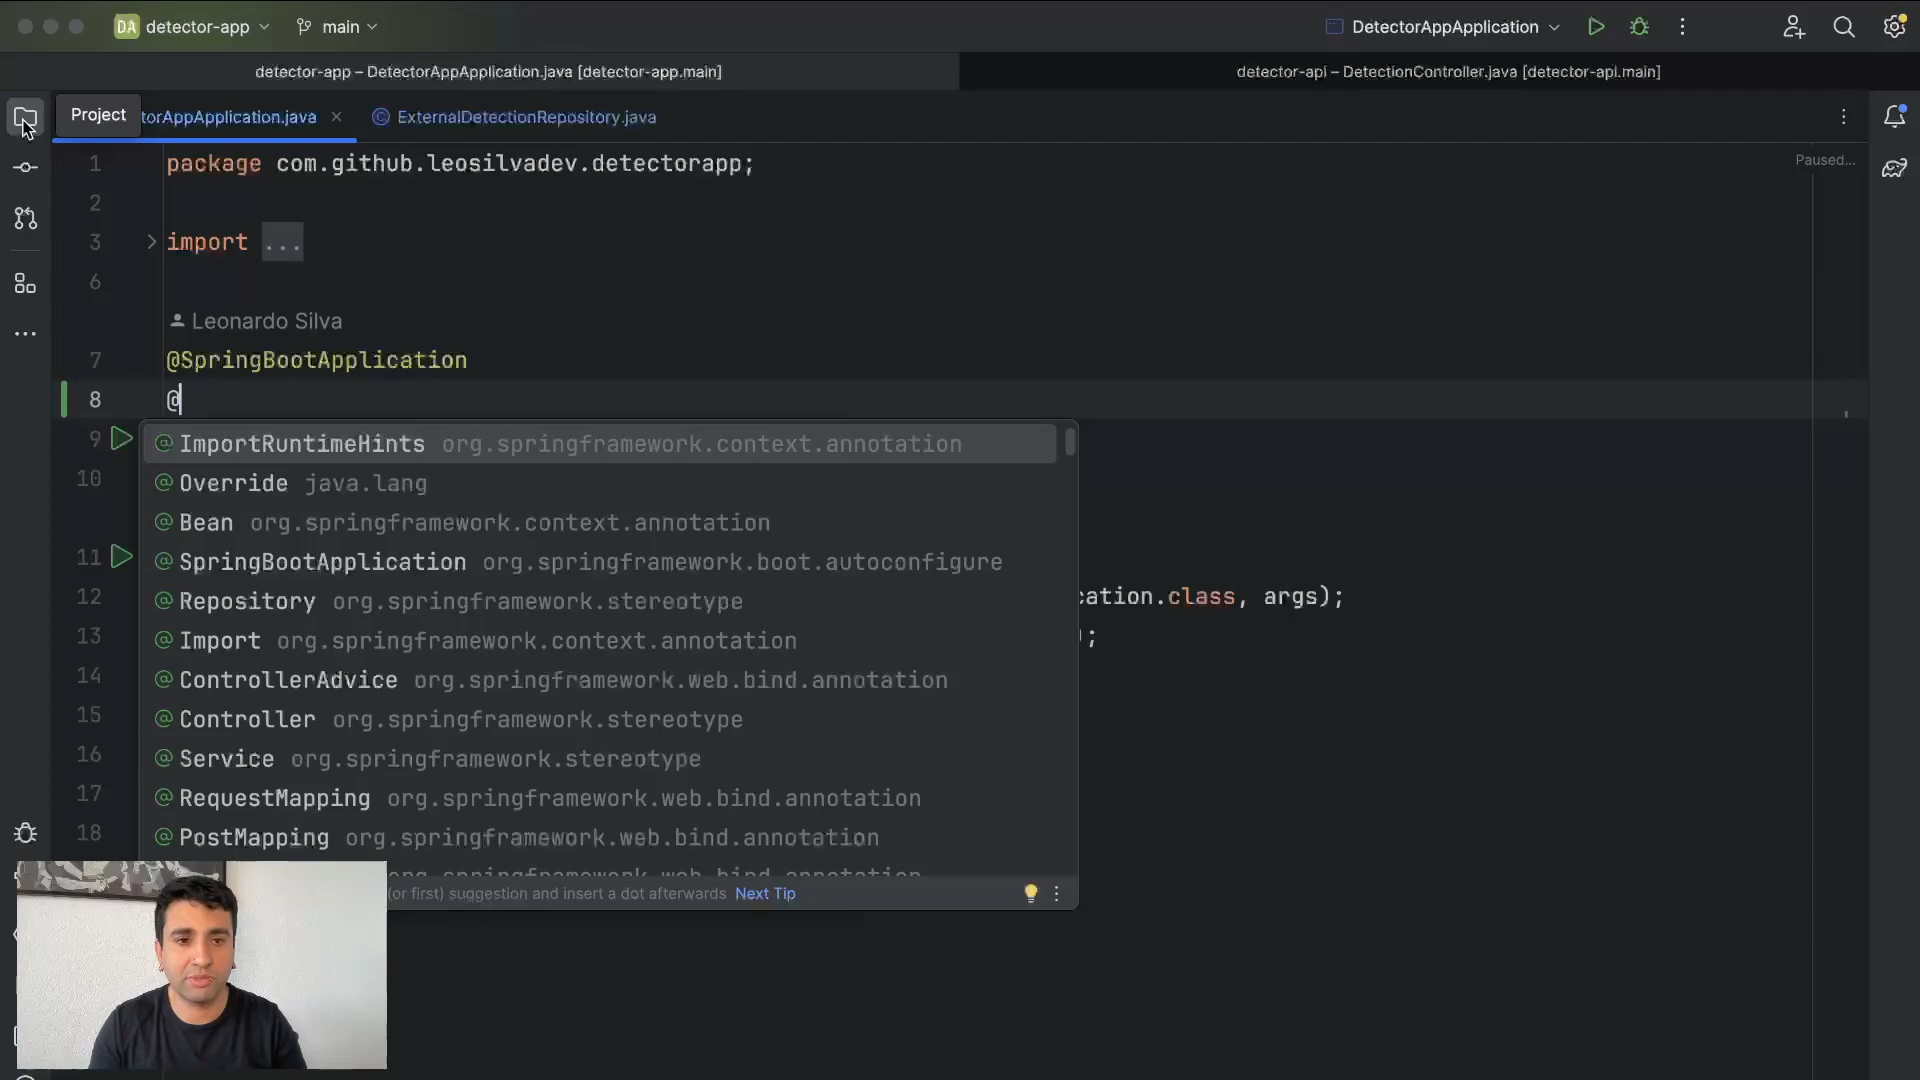 DA detector-app main DetectorAppApplication
detector-app – DetectorAppApplication.java [detector-app.main] detector-api – DetectionController.java [detector-api.main]
Project torAppApplication.java ExternalDetectionRepository.java
1 package com.github.leosilvadev.detectorapp; Paused...
2
3 import ...
6
Leonardo Silva
7 @SpringBootApplication
8 @
9 @ ImportRuntimeHints org.springframework.context.annotation
10 @ Override java.lang
@ Bean org.springframework.context.annotation
11 @ SpringBootApplication org.springframework.boot.autoconfigure
12 @ Repository org.springframework.stereotype cation.class, args);
13 @ Import org.springframework.context.annotation );
14 @ ControllerAdvice org.springframework.web.bind.annotation
15 @ Controller org.springframework.stereotype
16 @ Service org.springframework.stereotype
17 @ RequestMapping org.springframework.web.bind.annotation
18 @ PostMapping org.springframework.web.bind.annotation
org.springframework.web.bind.annotation
(or first) suggestion and insert a dot afterwards Next Tip